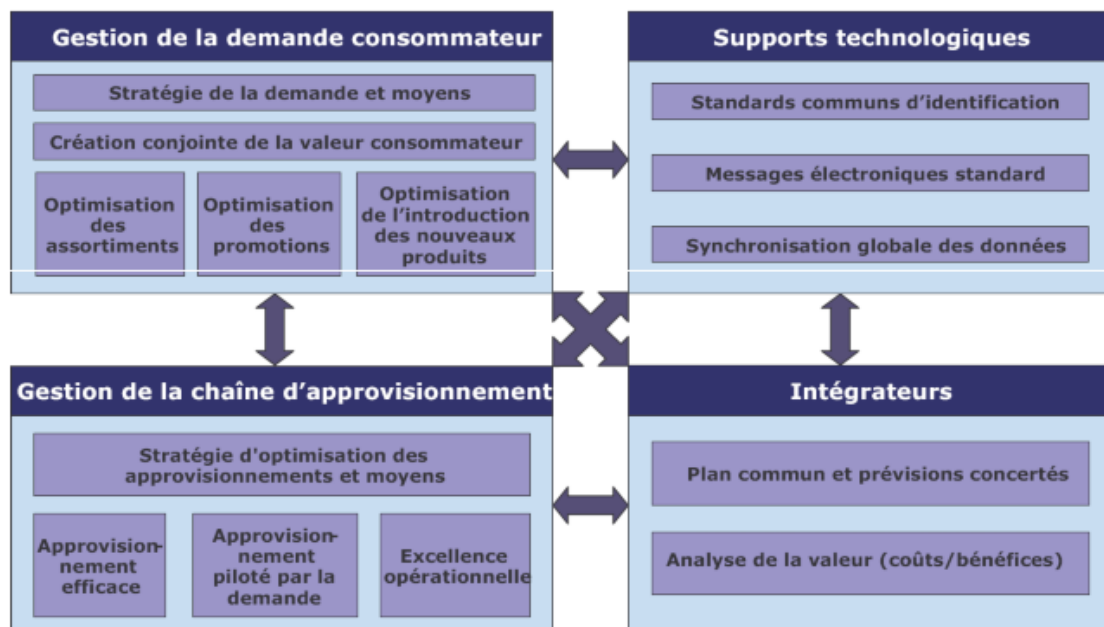 Gestion de la demande consommateur
Stratégie de la demande et moyens
Création conjointe de la valeur consommateur
Optimisation
des
assortiments
Optimisation
des
promotions
Optimisation
de l’introduction
des nouveaux
produits
Supports technologiques
Standards communs d’identification
Messages électroniques standard
Synchronisation globale des données
Gestion de la chaîne d’approvisionnement
Stratégie d'optimisation des
approvisionnements et moyens
Approvision-
nement
efficace
Approvision-
nement
piloté par la
demande
Excellence
opérationnelle
Intégrateurs
Plan commun et prévisions concertés
Analyse de la valeur (coûts/bénéfices)